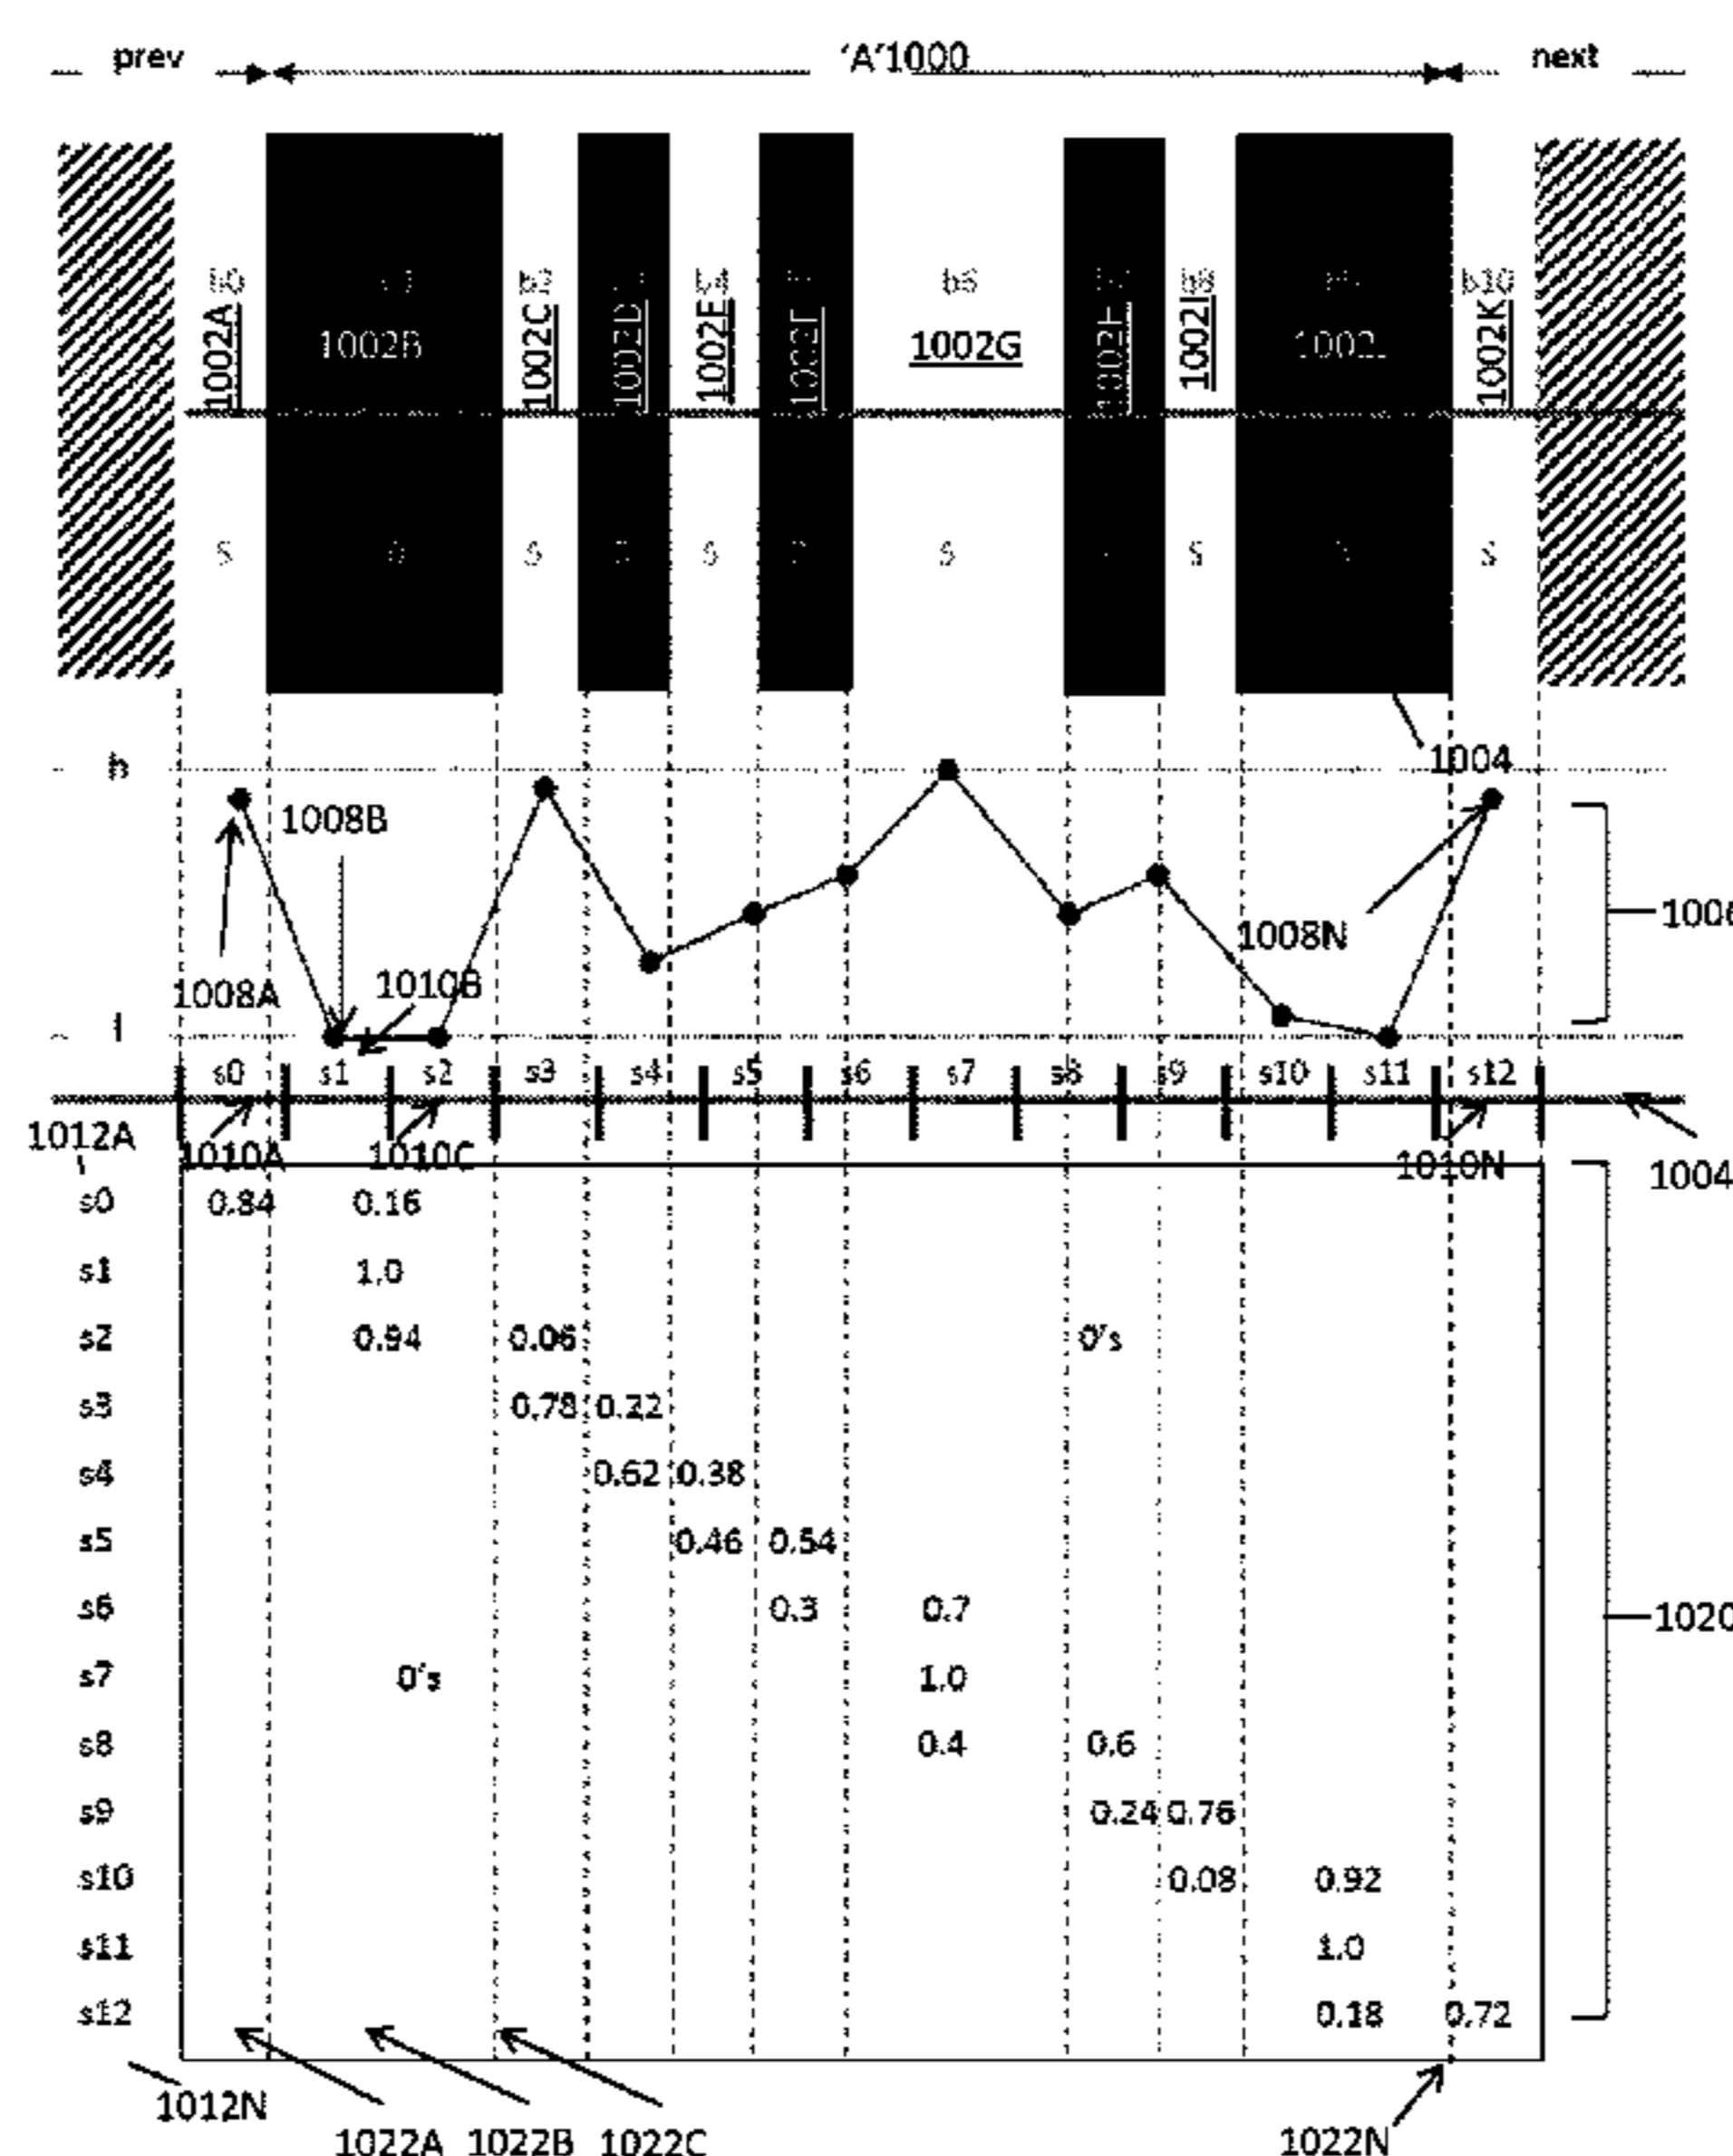 prev 'A'1000 next
b0 b2 b4 b6 b8 b10
1002A 1002B 1002C 1002D 1002E 1002G 1002I 1002K
s s s s s s
h
1004
1008B
1006
1008N
1008A
1010B
l
s0 s1 s2 s3 s4 s5 s6 s7 s8 s9 s10 s11 s12
1012A 1010A 1010C 1010N 1004
s0 0.84 0.16
s1 1.0
s2 0.94 0.06 0's
s3 0.78 0.22
s4 0.62 0.38
s5 0.46 0.54
s6 0.3 0.7
1020
s7 0's 1.0
s8 0.4 0.6
s9 0.24 0.76
s10 0.08 0.92
s11 1.0
s12 0.18 0.72
1012N
1022A 1022B 1022C 1022N